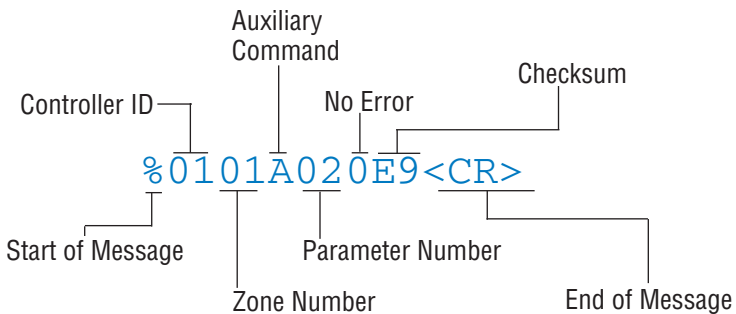 Auxiliary
Command
Checksum
Controller ID
No Error
%0101A020E9<CR>
Start of Message
Parameter Number
Zone Number
End of Message